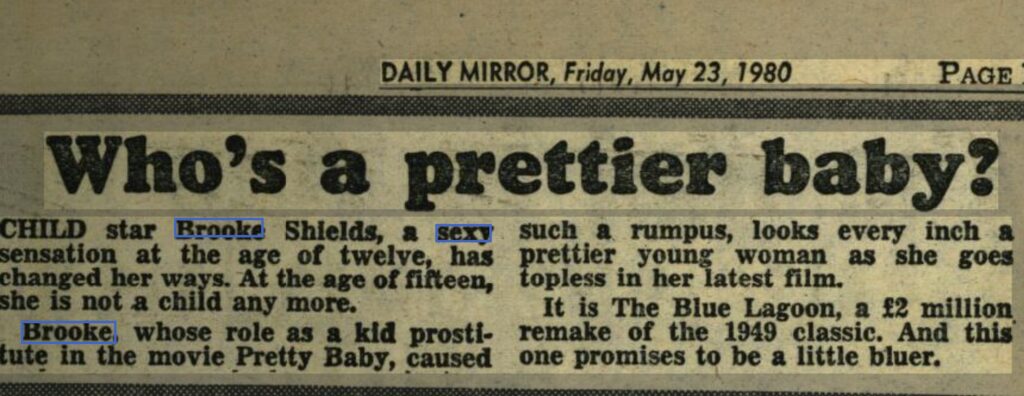 DAILY MIRROR, Friday, May 23, 1980 PAGE
Who's a prettier baby?
CHILD star Brooke Shields, a sexy
sensation at the age of twelve, has
changed her ways. At the age of fifteen,
she is not a child any more.
Brooke, whose role as a kid prosti-
tute in the movie Pretty Baby, caused
such a rumpus, looks every inch a
prettier young woman as she goes
topless in her latest film.
It is The Blue Lagoon, a £2 million
remake of the 1949 classic. And this
one promises to be a little bluer.